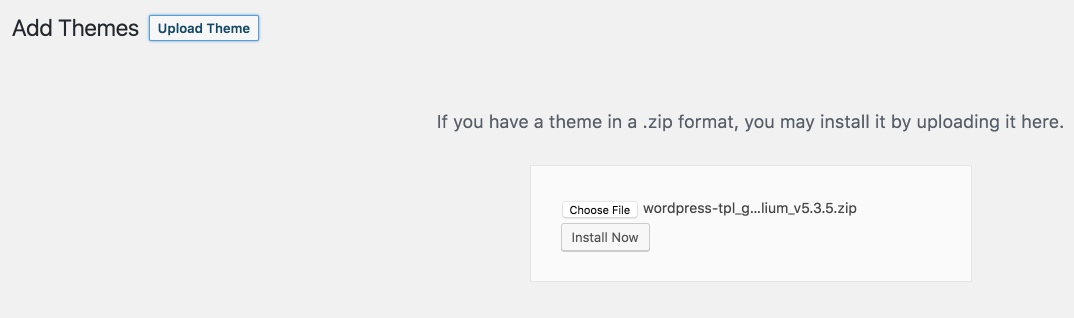 Add Themes Upload Theme
If you have a theme in a .zip format, you may install it by uploading it here.
Choose File wordpress-tpl_g...lium_v5.3.5.zip
Install Now